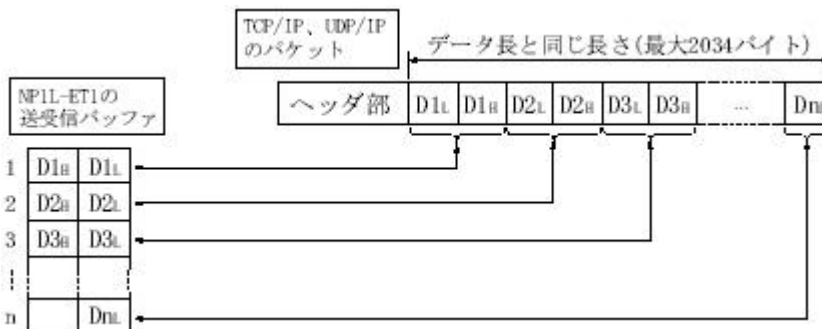 TCP/IP、UDP/IP
のパケット
データ長と同じ長さ(最大2034バイト)
NP1L-ET1の
送受信バッファ
ヘッダ部 D1L D1H D2L D2H D3L D3H … DnL
1 D1H D1L
2 D2H D2L
3 D3H D3L
n DnL